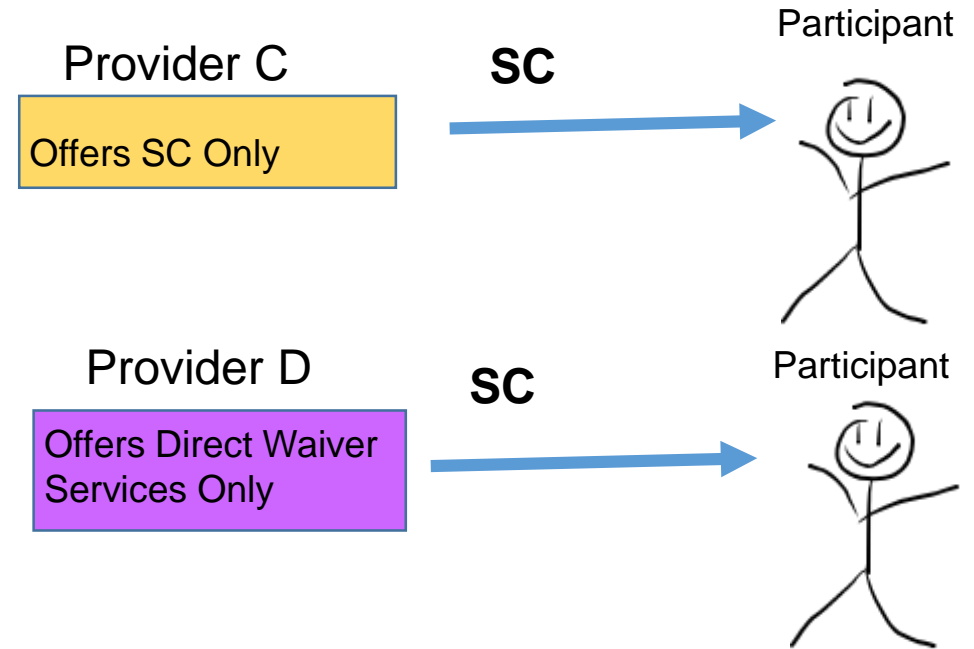 Participant
Provider C
SC
Offers SC Only
Participant
Provider D
SC
Offers Direct Waiver
Services Only